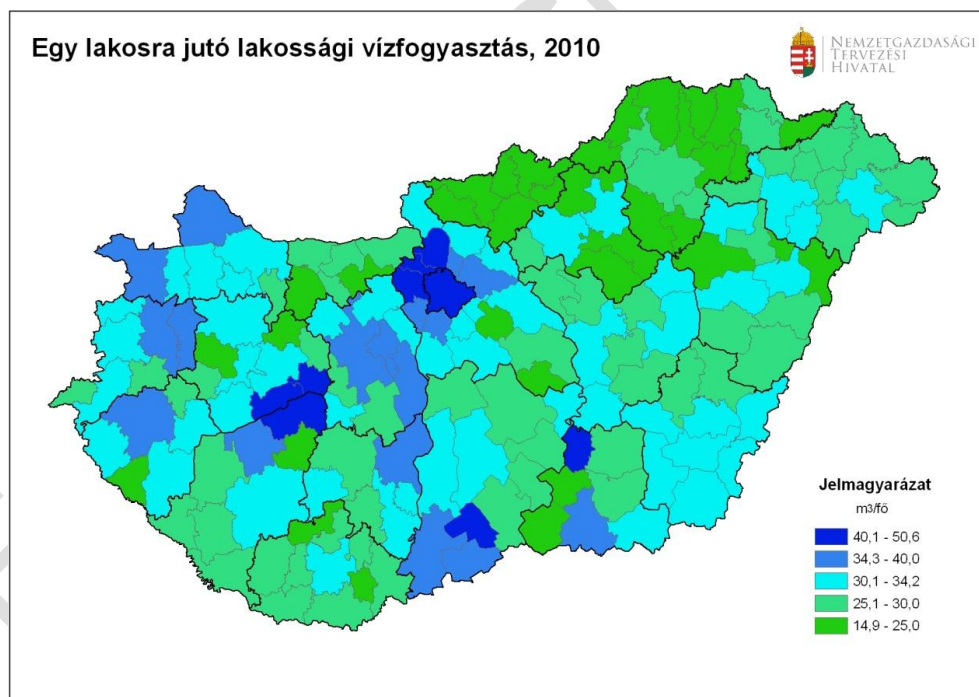 Egy lakosra jutó lakossági vízfogyasztás, 2010
NEMZETGAZDASÁGI
TERVEZÉSI
HIVATAL
Jelmagyarázat
m3/fő
40,1 - 50,6
34,3 - 40,0
30,1 - 34,2
25,1 - 30,0
14,9 - 25,0